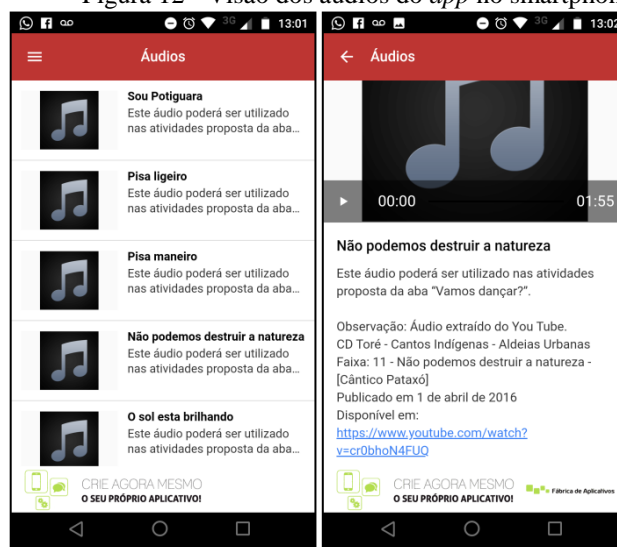 Figura 12 - Visão dos áudios do app no smartphon
3G 13:01
Áudios
Sou Potiguara
Este áudio poderá ser utilizado
nas atividades proposta da aba...
Pisa ligeiro
Este áudio poderá ser utilizado
nas atividades proposta da aba...
Pisa maneiro
Este áudio poderá ser utilizado
nas atividades proposta da aba...
Não podemos destruir a natureza
Este áudio poderá ser utilizado
nas atividades proposta da aba...
O sol esta brilhando
Este áudio poderá ser utilizado
nas atividades proposta da aba...
CRIE AGORA MESMO
O SEU PRÓPRIO APLICATIVO!
3G 13:02
Áudios
00:00 01:55
Não podemos destruir a natureza
Este áudio poderá ser utilizado nas atividades
proposta da aba “Vamos dançar?”.
Observação: Áudio extraído do You Tube.
CD Toré - Cantos Indígenas - Aldeias Urbanas
Faixa: 11 - Não podemos destruir a natureza -
[Cântico Pataxó]
Publicado em 1 de abril de 2016
Disponível em:
https://www.youtube.com/watch?
v=cr0bhoN4FUQ
CRIE AGORA MESMO
O SEU PRÓPRIO APLICATIVO!
Fábrica de Aplicativos